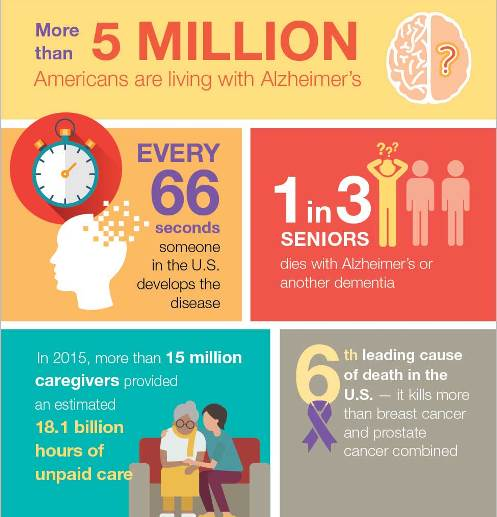 More
than
5 MILLION
Americans are living with Alzheimer's
?
EVERY
66
seconds
someone
in the U.S.
develops the
disease
???
1 in 3
SENIORS
dies with Alzheimer's or
another dementia
In 2015, more than 15 million
caregivers provided
an estimated
18.1 billion
hours of
unpaid care
6th leading cause
of death in the
U.S. — it kills more
than breast cancer
and prostate
cancer combined